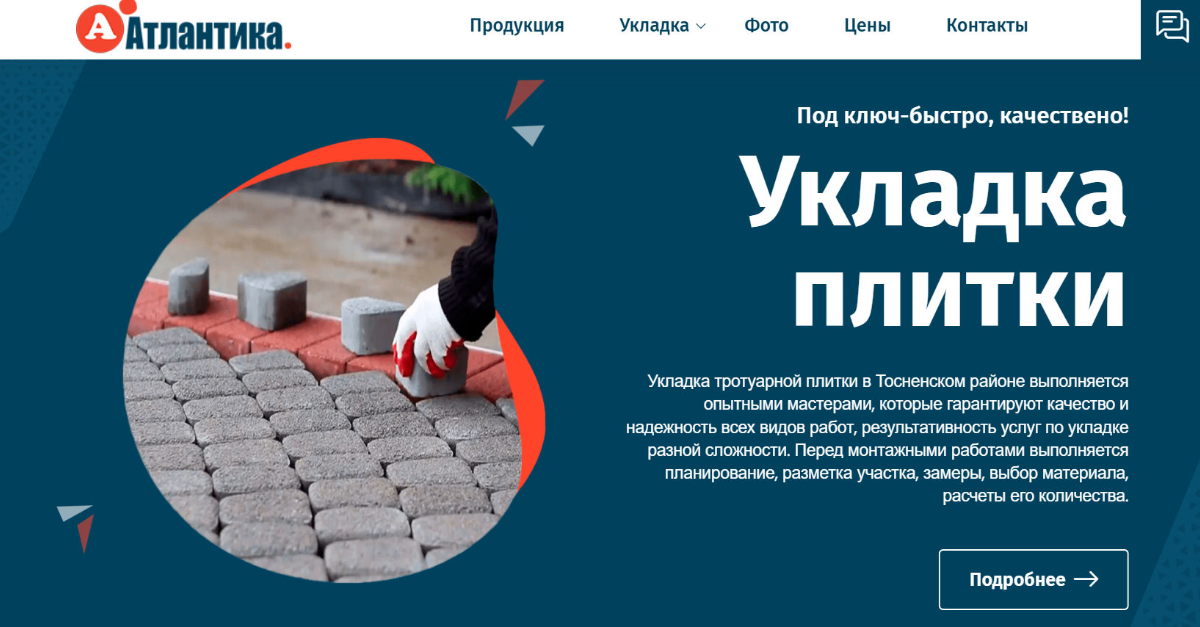 А Атлантика.
Продукция Укладка Фото Цены Контакты
Под ключ-быстро, качествено!
Укладка
плитки
Укладка тротуарной плитки в Тосненском районе выполняется
опытными мастерами, которые гарантируют качество и
надежность всех видов работ, результативность услуг по укладке
разной сложности. Перед монтажными работами выполняется
планирование, разметка участка, замеры, выбор материала,
расчеты его количества.
Подробнее